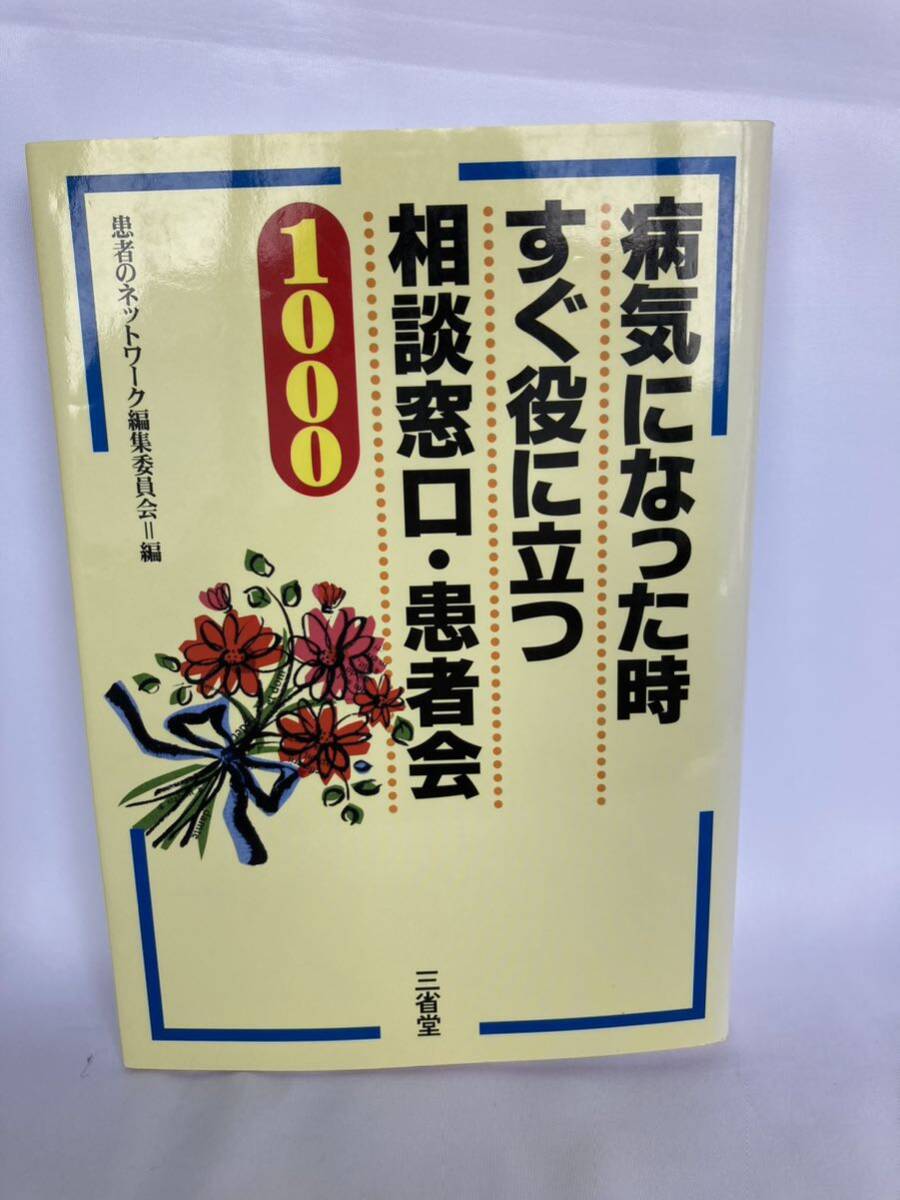 病気になった時
すぐ役に立つ
相談窓口・患者会
1000
患者のネットワーク編集委員会＝編
三省堂